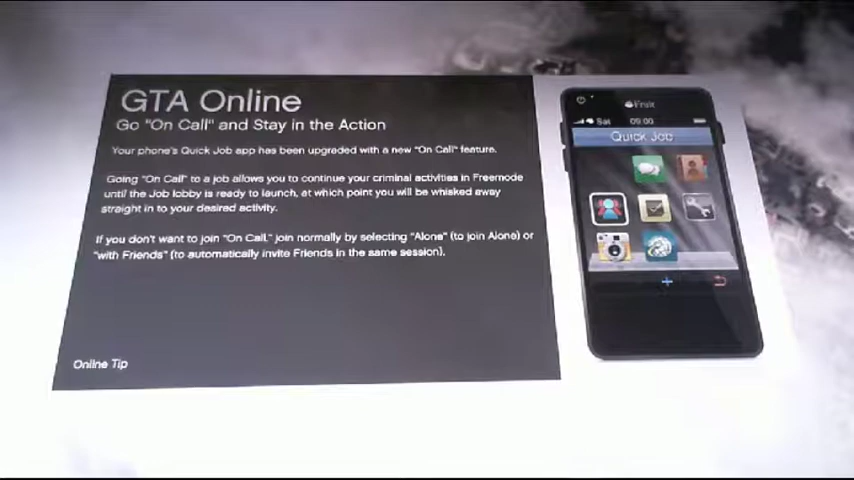 GTA Online
Go "On Call" and Stay in the Action
Your phone's Quick Job app has been upgraded with a new "On Call" feature.
Going "On Call" to a job allows you to continue your criminal activities in Freemode
until the Job lobby is ready to launch, at which point you will be whisked away
straight in to your desired activity.
If you don't want to join "On Call," join normally by selecting "Alone" (to join Alone) or
"with Friends" (to automatically invite Friends in the same session).
Online Tip
iFruit
Sat 09:00
Quick Job